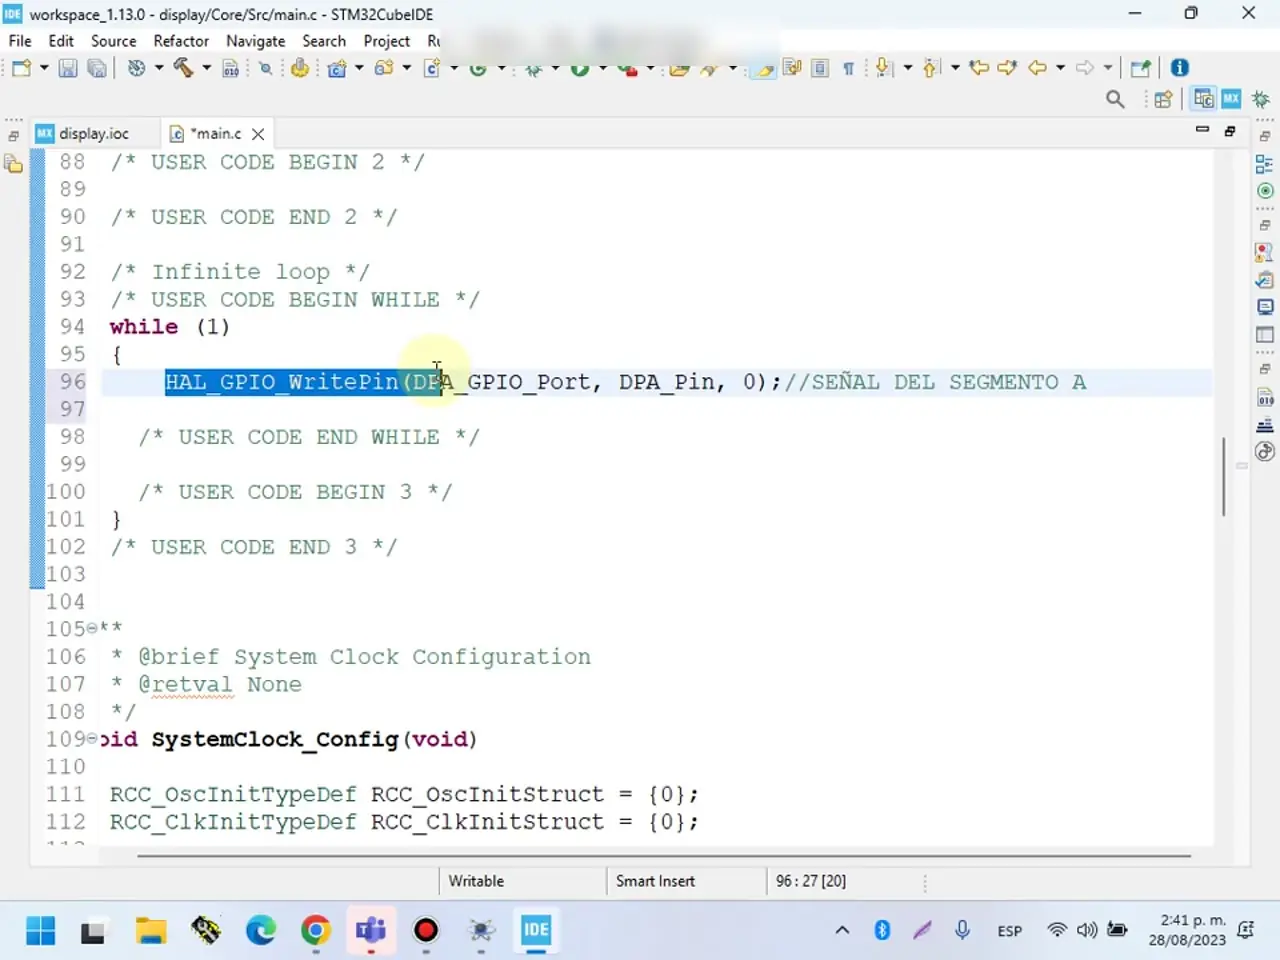 IDE workspace_1.13.0 - display/Core/Src/main.c - STM32CubeIDE
File Edit Source Refactor Navigate Search Project Ru
MX display.ioc *main.c
88 /* USER CODE BEGIN 2 */
89
90 /* USER CODE END 2 */
91
92 /* Infinite loop */
93 /* USER CODE BEGIN WHILE */
94 while (1)
95 {
96 HAL_GPIO_WritePin(DPA_GPIO_Port, DPA_Pin, 0);//SEÑAL DEL SEGMENTO A
97
98 /* USER CODE END WHILE */
99
100 /* USER CODE BEGIN 3 */
101 }
102 /* USER CODE END 3 */
103
104
105 **
106 * @brief System Clock Configuration
107 * @retval None
108 */
109 oid SystemClock_Config(void)
110
111 RCC_OscInitTypeDef RCC_OscInitStruct = {0};
112 RCC_ClkInitTypeDef RCC_ClkInitStruct = {0};
Writable Smart Insert 96 : 27 [20]
IDE ESP 2:41 p. m.
28/08/2023